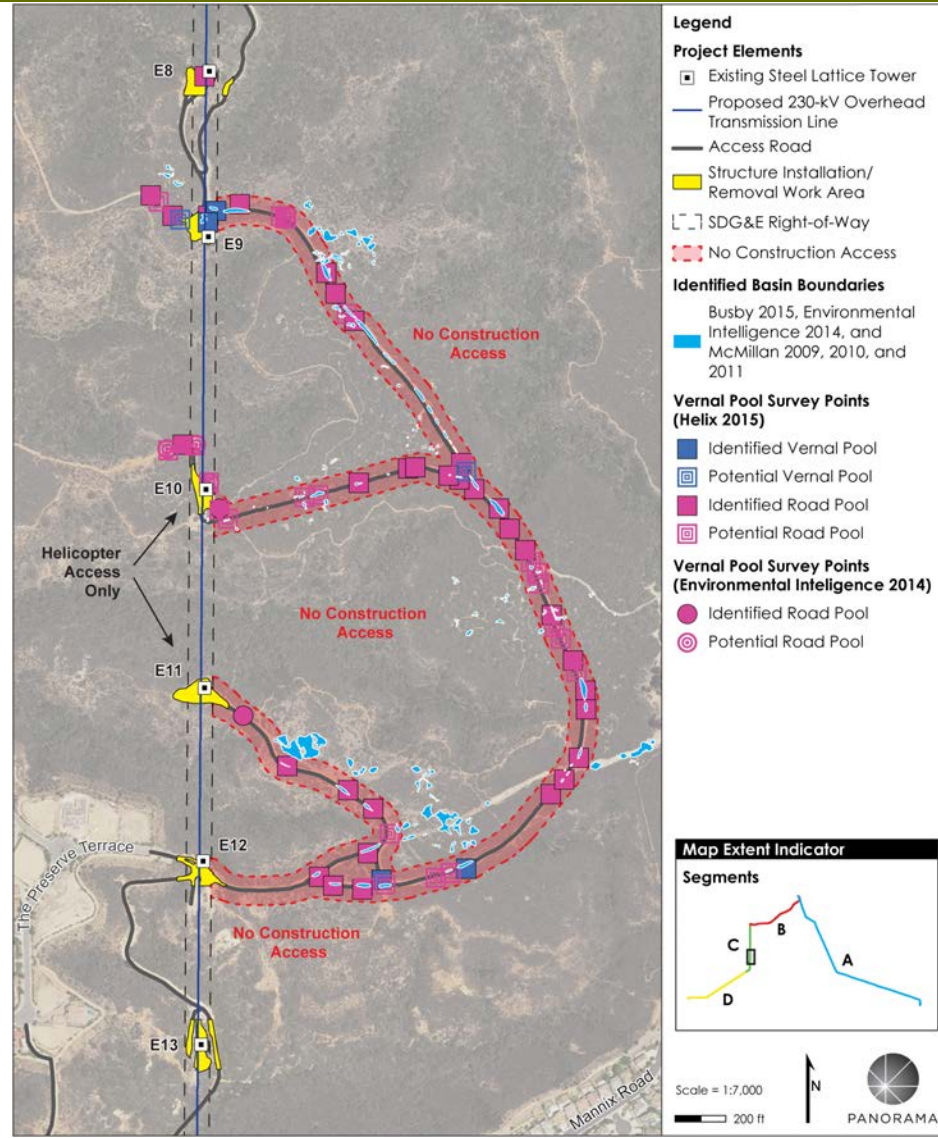 E8
E9
No Construction
Access
E10
Helicopter
Access
Only
No Construction
Access
E11
E12
The Preserve Terrace
No Construction
Access
E13
Mannix Road
Legend
Project Elements
Existing Steel Lattice Tower
Proposed 230-kV Overhead
Transmission Line
Access Road
Structure Installation/
Removal Work Area
SDG&E Right-of-Way
No Construction Access
Identified Basin Boundaries
Busby 2015, Environmental
Intelligence 2014, and
McMillan 2009, 2010, and
2011
Vernal Pool Survey Points
(Helix 2015)
Identified Vernal Pool
Potential Vernal Pool
Identified Road Pool
Potential Road Pool
Vernal Pool Survey Points
(Environmental Inteligence 2014)
Identified Road Pool
Potential Road Pool
Map Extent Indicator
Segments
B
C
A
D
Scale = 1:7,000
200 ft
N
PANORAMA